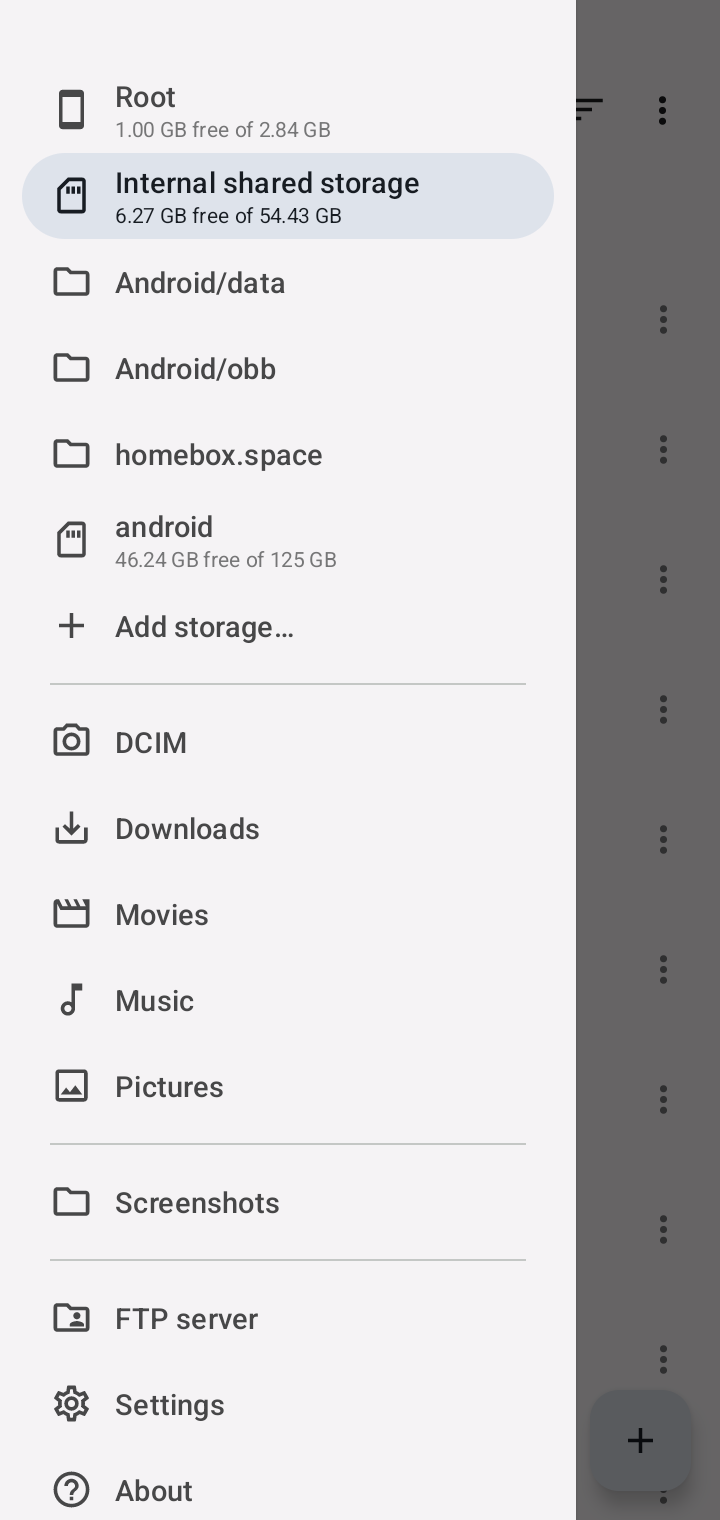 Root
1.00 GB free of 2.84 GB
Internal shared storage
6.27 GB free of 54.43 GB
Android/data
Android/obb
homebox.space
android
46.24 GB free of 125 GB
Add storage…
DCIM
Downloads
Movies
Music
Pictures
Screenshots
FTP server
Settings
About